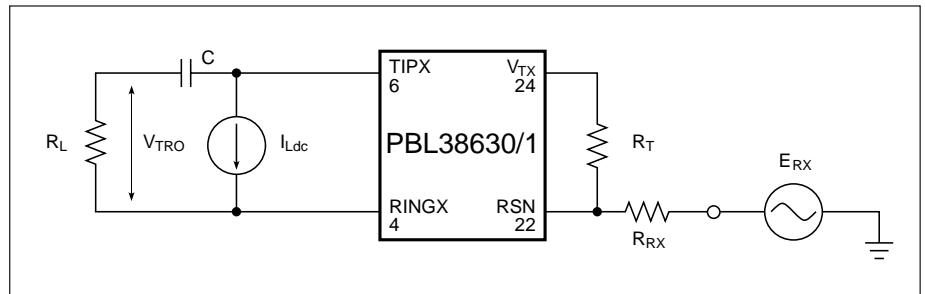 C
TIPX
6
VTX
24
RL
VTRO
ILdc
PBL38630/1
RT
ERX
RINGX
4
RSN
22
RRX